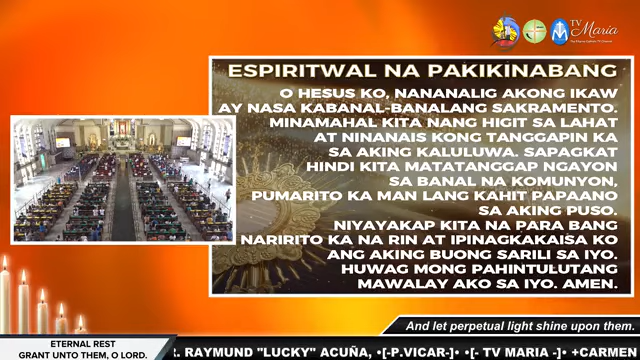 TV
Maria
ESPIRITWAL NA PAKIKINABANG
O HESUS KO, NANANALIG AKONG IKAW
AY NASA KABANAL-BANALANG SAKRAMENTO.
MINAMAHAL KITA NANG HIGIT SA LAHAT
AT NINANAIS KONG TANGGAPIN KA
SA AKING KALULUWA. SAPAGKAT
HINDI KITA MATATANGGAP NGAYON
SA BANAL NA KOMUNYON,
PUMARITO KA MAN LANG KAHIT PAPAANO
SA AKING PUSO.
NIYAYAKAP KITA NA PARA BANG
NARIRITO KA NA RIN AT IPINAGKAKAISA KO
ANG AKING BUONG SARILI SA IYO.
HUWAG MONG PAHINTULUTANG
MAWALAY AKO SA IYO. AMEN.
And let perpetual light shine upon them.
ETERNAL REST
GRANT UNTO THEM, O LORD.
R. RAYMUND "LUCKY" ACUÑA, •[-P.VICAR-]• •[- TV MARIA -]• +CARMEN